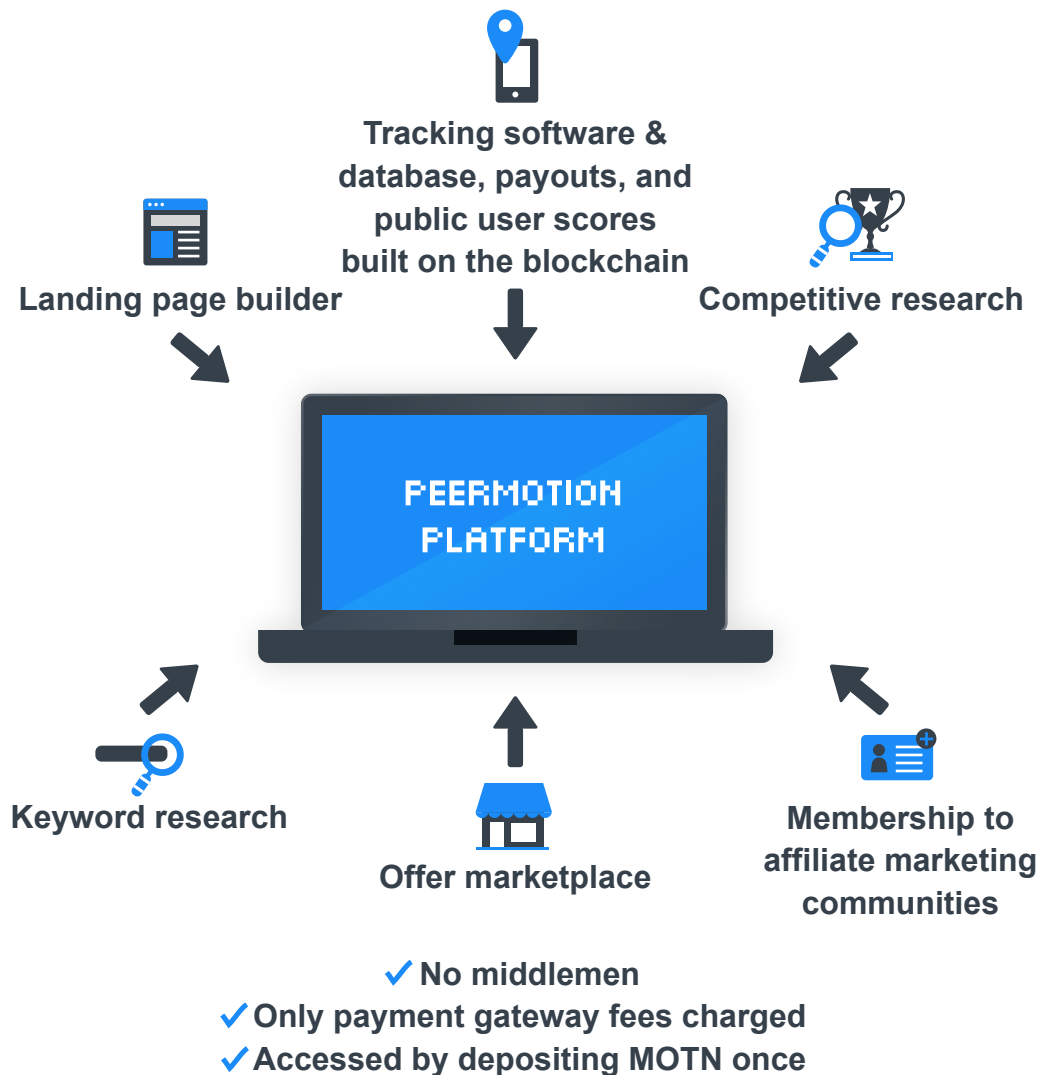 Tracking software &
database, payouts, and
public user scores
built on the blockchain
Landing page builder
Competitive research
PEERMOTION
PLATFORM
Keyword research
Offer marketplace
Membership to
affiliate marketing
communities
No middlemen
Only payment gateway fees charged
Accessed by depositing MOTN once